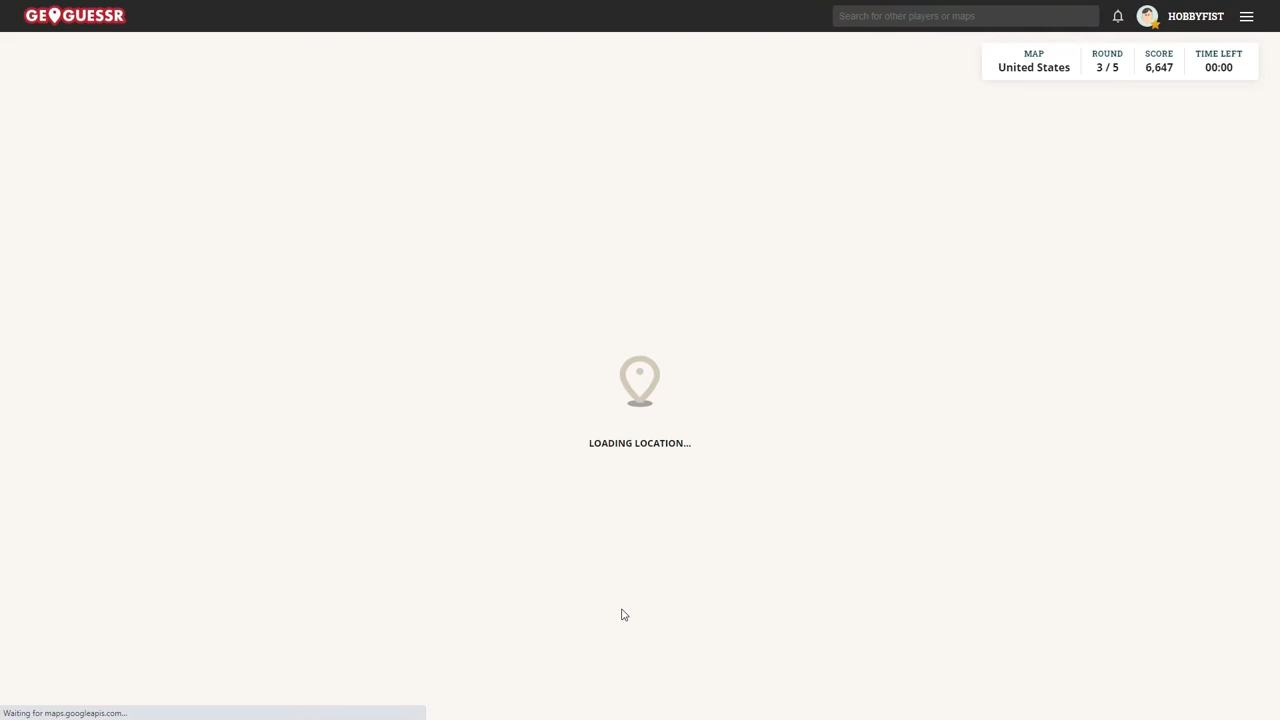 GEOGUESSR
Search for other players or maps
HOBBYFIST
MAP ROUND SCORE TIME LEFT
United States 3 / 5 6,647 00:00
LOADING LOCATION...
Waiting for maps.googleapis.com...